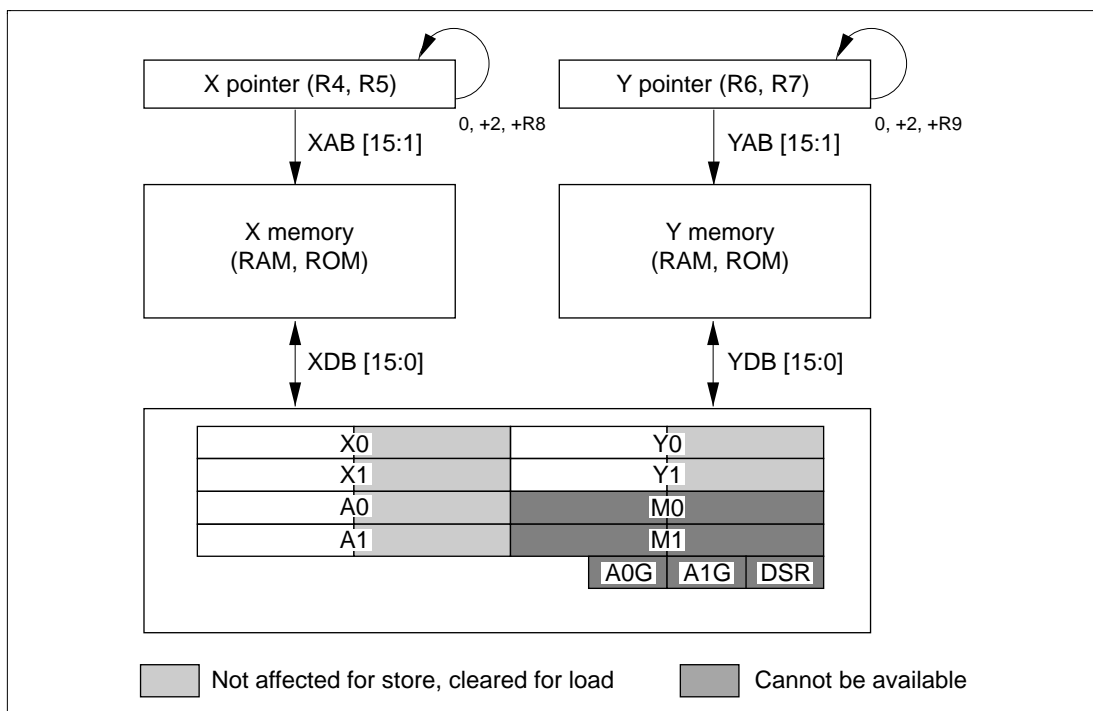 X pointer (R4, R5)
Y pointer (R6, R7)
0, +2, +R8
0, +2, +R9
XAB [15:1]
YAB [15:1]
X memory
(RAM, ROM)
Y memory
(RAM, ROM)
XDB [15:0]
YDB [15:0]
X0
Y0
X1
Y1
A0
M0
A1
M1
A0G
A1G
DSR
Not affected for store, cleared for load
Cannot be available